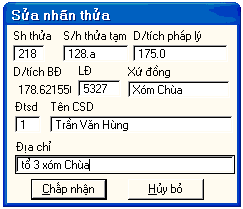 Sửa nhãn thửa
Sh thửa S/h thửa tạm D/tích pháp lý
218 128.a 175.0
D/tích BĐ LĐ Xứ đồng
178.62155 5327 Xóm Chùa
Đtsd Tên CSD
1 Trần Văn Hùng
Địa chỉ
tổ 3 xóm Chùa
Chấp nhận Hủy bỏ